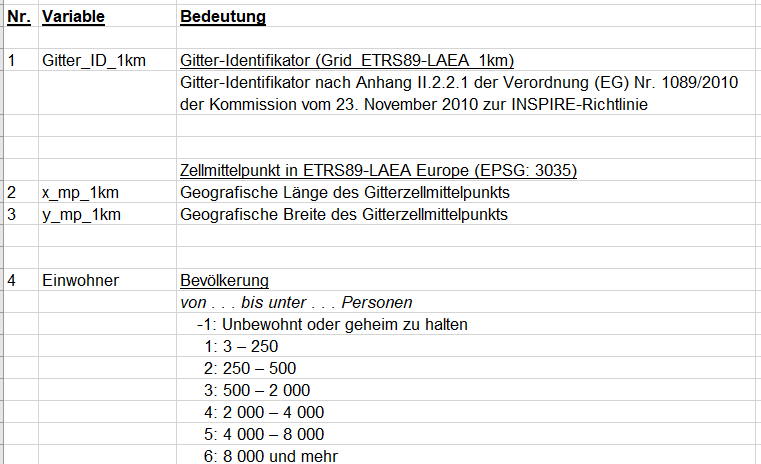 Nr. Variable Bedeutung
1 Gitter_ID_1km Gitter-Identifikator (Grid_ETRS89-LAEA_1km)
Gitter-Identifikator nach Anhang II.2.2.1 der Verordnung (EG) Nr. 1089/2010
der Kommission vom 23. November 2010 zur INSPIRE-Richtlinie
Zellmittelpunkt in ETRS89-LAEA Europe (EPSG: 3035)
2 x_mp_1km Geografische Länge des Gitterzellmittelpunkts
3 y_mp_1km Geografische Breite des Gitterzellmittelpunkts
4 Einwohner Bevölkerung
von . . . bis unter . . . Personen
-1: Unbewohnt oder geheim zu halten
1: 3 – 250
2: 250 – 500
3: 500 – 2 000
4: 2 000 – 4 000
5: 4 000 – 8 000
6: 8 000 und mehr